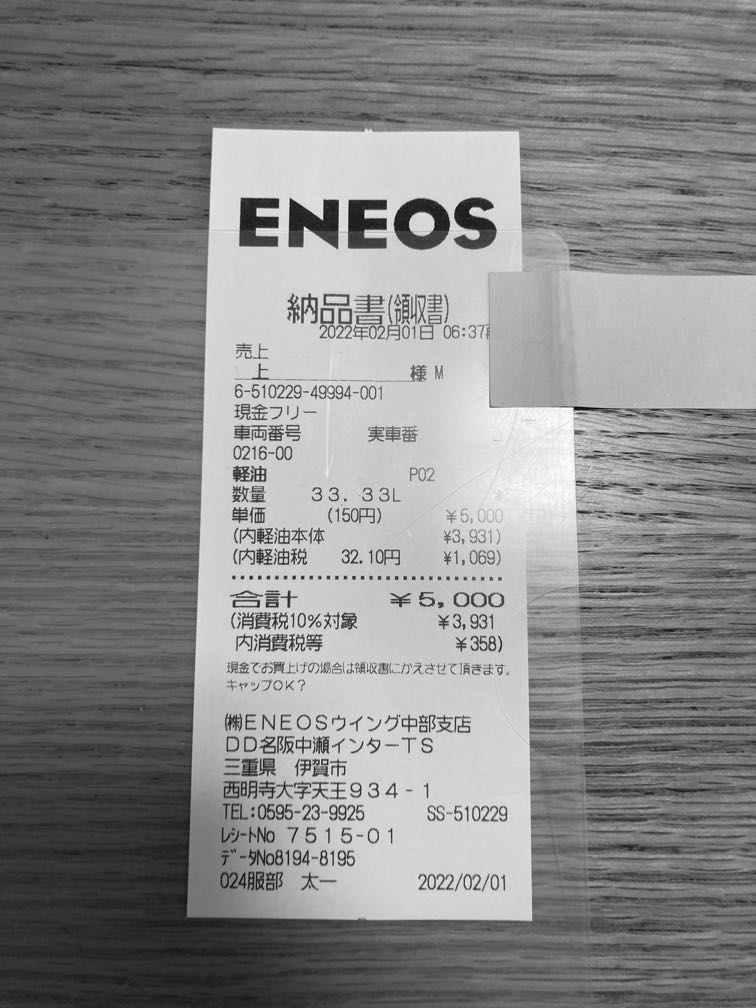 ENEOS
納品書(領収書)
2022年02月01日 06:37
売上
上 様 M
6-510229-49994-001
現金フリー
車両番号 実車番
0216-00
軽油 P02
数量 33.33L *
単価 (150円) ¥5,000
(内軽油本体 ¥3,931)
(内軽油税 32.10円 ¥1,069)
合計 ¥5,000
(消費税10%対象 ¥3,931
内消費税等 ¥358)
現金でお買上げの場合は領収書にかえさせて頂きます。
キャップOK?
㈱ENEOSウイング中部支店
DD名阪中瀬インターTS
三重県 伊賀市
西明寺大字天王934-1
TEL:0595-23-9925 SS-510229
ﾚｼｰﾄNo 7515-01
ﾃﾞｰﾀNo8194-8195
024服部 太一 2022/02/01